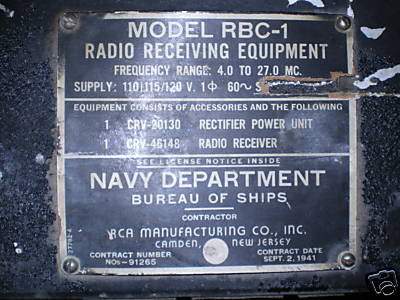 MODEL RBC-1
RADIO RECEIVING EQUIPMENT
FREQUENCY RANGE: 4.0 TO 27.0 MC.
SUPPLY: 110/115/120 V. 1Φ 60~
EQUIPMENT CONSISTS OF ACCESSORIES AND THE FOLLOWING
1 CRV-20130 RECTIFIER POWER UNIT
1 CRV-46148 RADIO RECEIVER
SEE LICENSE NOTICE INSIDE
NAVY DEPARTMENT
BUREAU OF SHIPS
CONTRACTOR
RCA MANUFACTURING CO., INC.
CAMDEN, NEW JERSEY
CONTRACT NUMBER CONTRACT DATE
NOs-91265 SEPT. 2, 1941